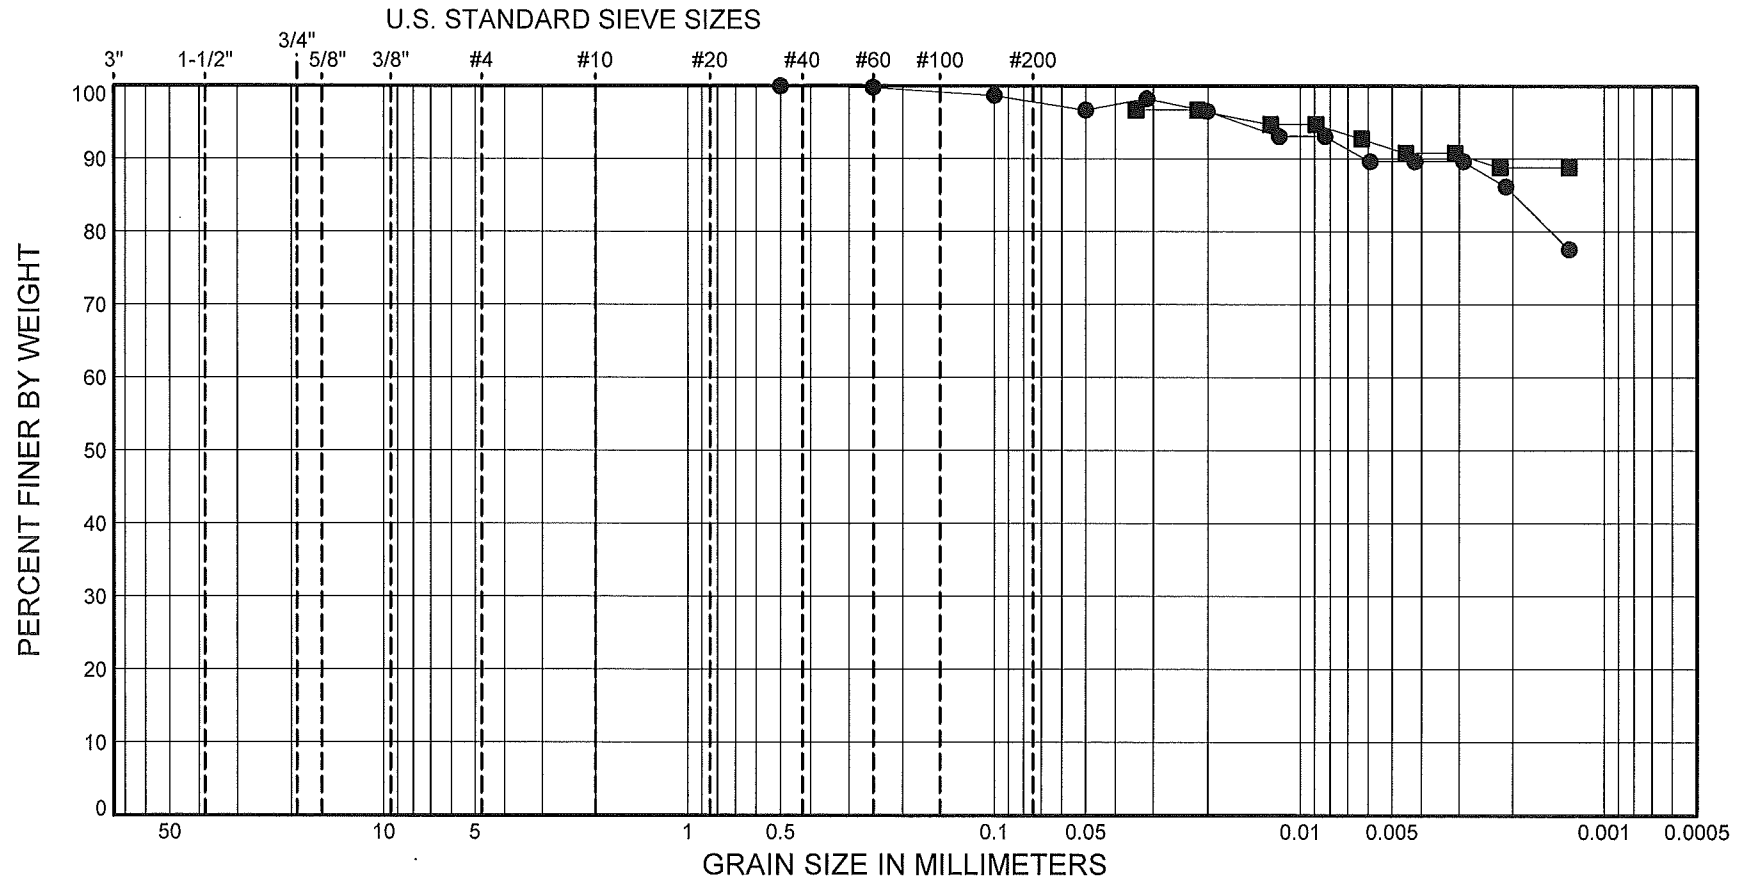 U.S. STANDARD SIEVE SIZES
3/4"
3" 1-1/2" 5/8" 3/8" #4 #10 #20 #40 #60 #100 #200
100
90
80
70
60
50
40
30
20
10
0
PERCENT FINER BY WEIGHT
50 10 5 1 0.5 0.1 0.05 0.01 0.005 0.001 0.0005
GRAIN SIZE IN MILLIMETERS